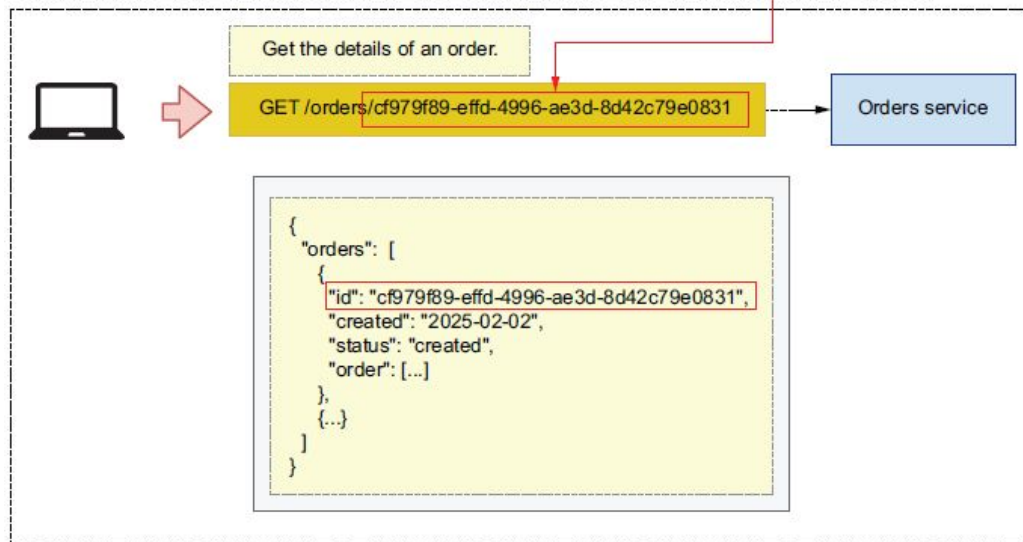 Get the details of an order.
GET /orders/cf979f89-effd-4996-ae3d-8d42c79e0831
Orders service
{
"orders": [
{
"id": "cf979f89-effd-4996-ae3d-8d42c79e0831",
"created": "2025-02-02",
"status": "created",
"order": [...]
},
{...}
]
}